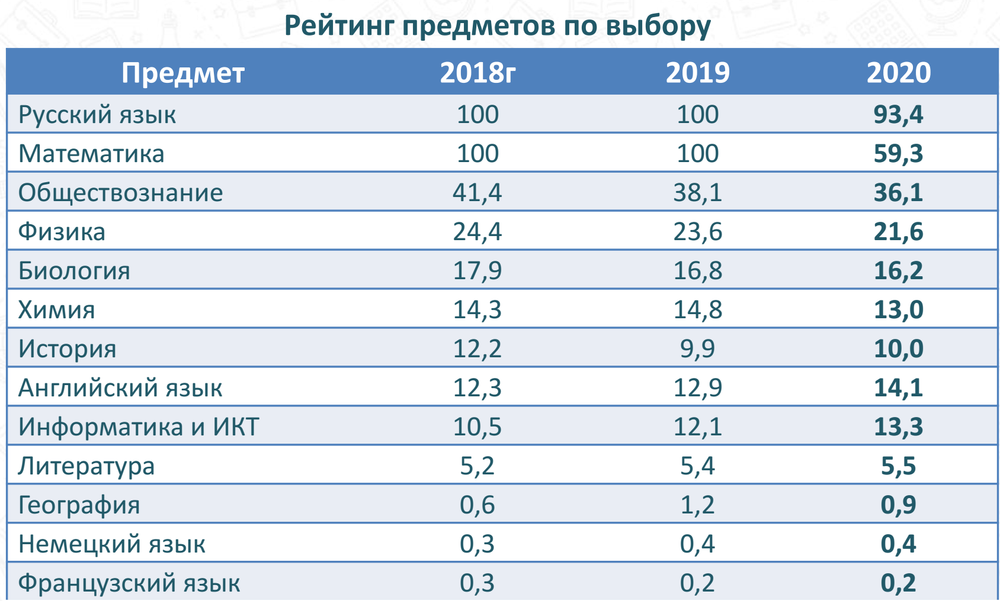 Рейтинг предметов по выбору
Предмет 2018г 2019 2020
Русский язык 100 100 93,4
Математика 100 100 59,3
Обществознание 41,4 38,1 36,1
Физика 24,4 23,6 21,6
Биология 17,9 16,8 16,2
Химия 14,3 14,8 13,0
История 12,2 9,9 10,0
Английский язык 12,3 12,9 14,1
Информатика и ИКТ 10,5 12,1 13,3
Литература 5,2 5,4 5,5
География 0,6 1,2 0,9
Немецкий язык 0,3 0,4 0,4
Французский язык 0,3 0,2 0,2